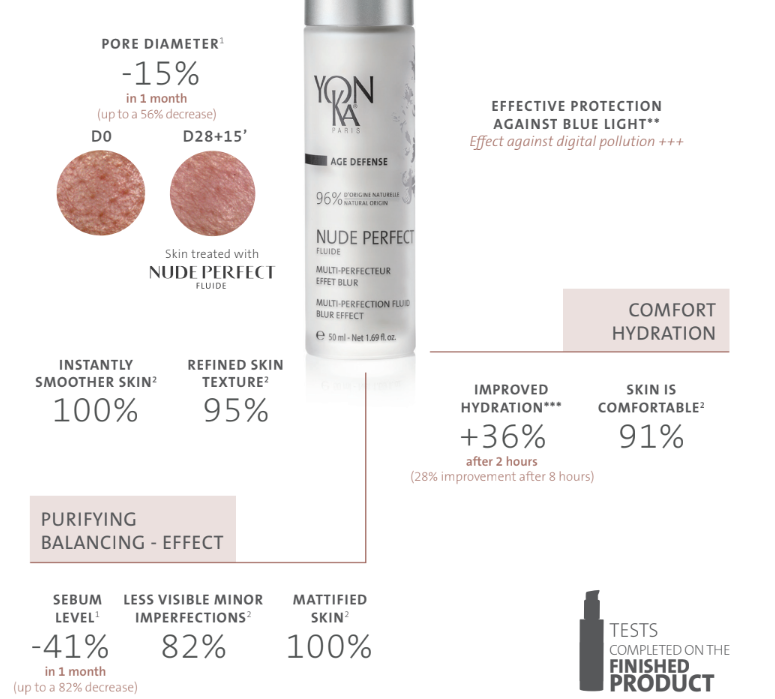 PORE DIAMETER¹
-15%
in 1 month
(up to a 56% decrease)
D0
D28+15’
Skin treated with
NUDE PERFECT
FLUIDE
YON
KA®
PARIS
AGE DEFENSE
96% D'ORIGINE NATURELLE
NATURAL ORIGIN
NUDE PERFECT
FLUIDE
MULTI-PERFECTEUR
EFFET BLUR
MULTI-PERFECTION FLUID
BLUR EFFECT
℮ 50 ml - Net 1.69 fl. oz.
EFFECTIVE PROTECTION
AGAINST BLUE LIGHT**
Effect against digital pollution +++
INSTANTLY
SMOOTHER SKIN²
100%
REFINED SKIN
TEXTURE²
95%
COMFORT
HYDRATION
IMPROVED
HYDRATION***
+36%
after 2 hours
(28% improvement after 8 hours)
SKIN IS
COMFORTABLE²
91%
PURIFYING
BALANCING - EFFECT
SEBUM
LEVEL¹
-41%
in 1 month
(up to a 82% decrease)
LESS VISIBLE MINOR
IMPERFECTIONS²
82%
MATTIFIED
SKIN²
100%
TESTS
COMPLETED ON THE
FINISHED
PRODUCT